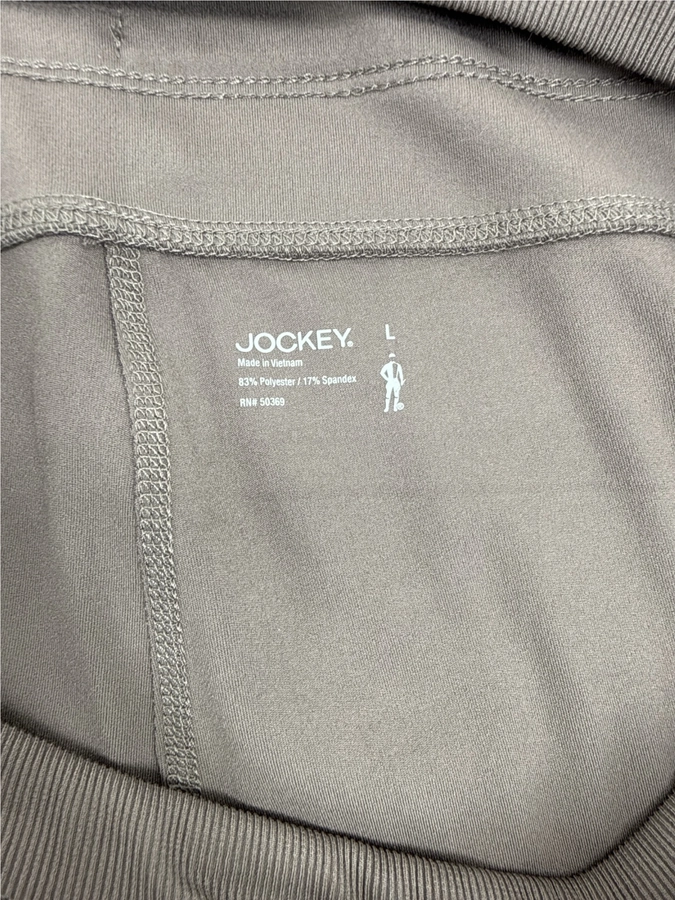 JOCKEY® L
Made in Vietnam
83% Polyester / 17% Spandex
RN# 50369